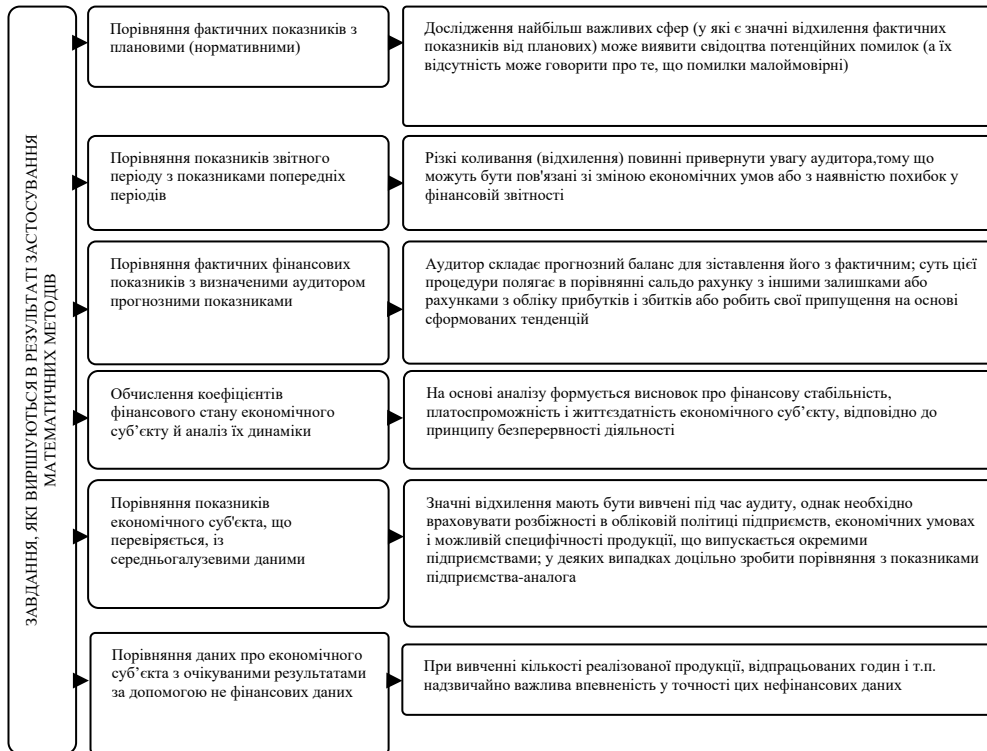 ЗАВДАННЯ, ЯКІ ВИРІШУЮТЬСЯ В РЕЗУЛЬТАТІ ЗАСТОСУВАННЯ
МАТЕМАТИЧНИХ МЕТОДІВ
Порівняння фактичних показників з
плановими (нормативними)
Дослідження найбільш важливих сфер (у які є значні відхилення фактичних
показників від планових) може виявити свідоцтва потенційних помилок (а їх
відсутність може говорити про те, що помилки малоймовірні)
Порівняння показників звітного
періоду з показниками попередніх
періодів
Різкі коливання (відхилення) повинні привернути увагу аудитора,тому що
можуть бути пов'язані зі зміною економічних умов або з наявністю похибок у
фінансовій звітності
Порівняння фактичних фінансових
показників з визначеними аудитором
прогнозними показниками
Аудитор складає прогнозний баланс для зіставлення його з фактичним; суть цієї
процедури полягає в порівнянні сальдо рахунку з іншими залишками або
рахунками з обліку прибутків і збитків або робить свої припущення на основі
сформованих тенденцій
Обчислення коефіцієнтів
фінансового стану економічного
суб’єкту й аналіз їх динаміки
На основі аналізу формується висновок про фінансову стабільність,
платоспроможність і життєздатність економічного суб’єкту, відповідно до
принципу безперервності діяльності
Порівняння показників
економічного суб'єкта, що
перевіряється, із
середньогалузевими даними
Значні відхилення мають бути вивчені під час аудиту, однак необхідно
враховувати розбіжності в обліковій політиці підприємств, економічних умовах
і можливій специфічності продукції, що випускається окремими
підприємствами; у деяких випадках доцільно зробити порівняння з показниками
підприємства-аналога
Порівняння даних про економічного
суб’єкта з очікуваними результатами
за допомогою не фінансових даних
При вивченні кількості реалізованої продукції, відпрацьованих годин і т.п.
надзвичайно важлива впевненість у точності цих нефінансових даних